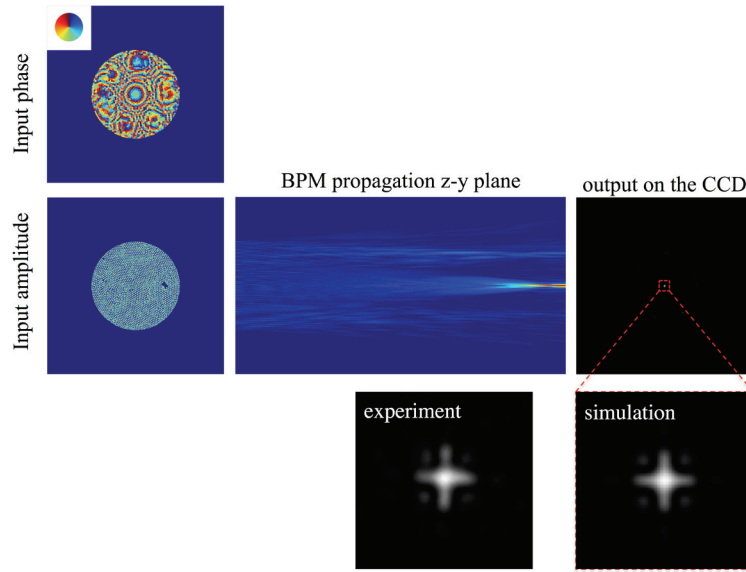 Input phase
Input amplitude
BPM propagation z-y plane
output on the CCD
experiment
simulation